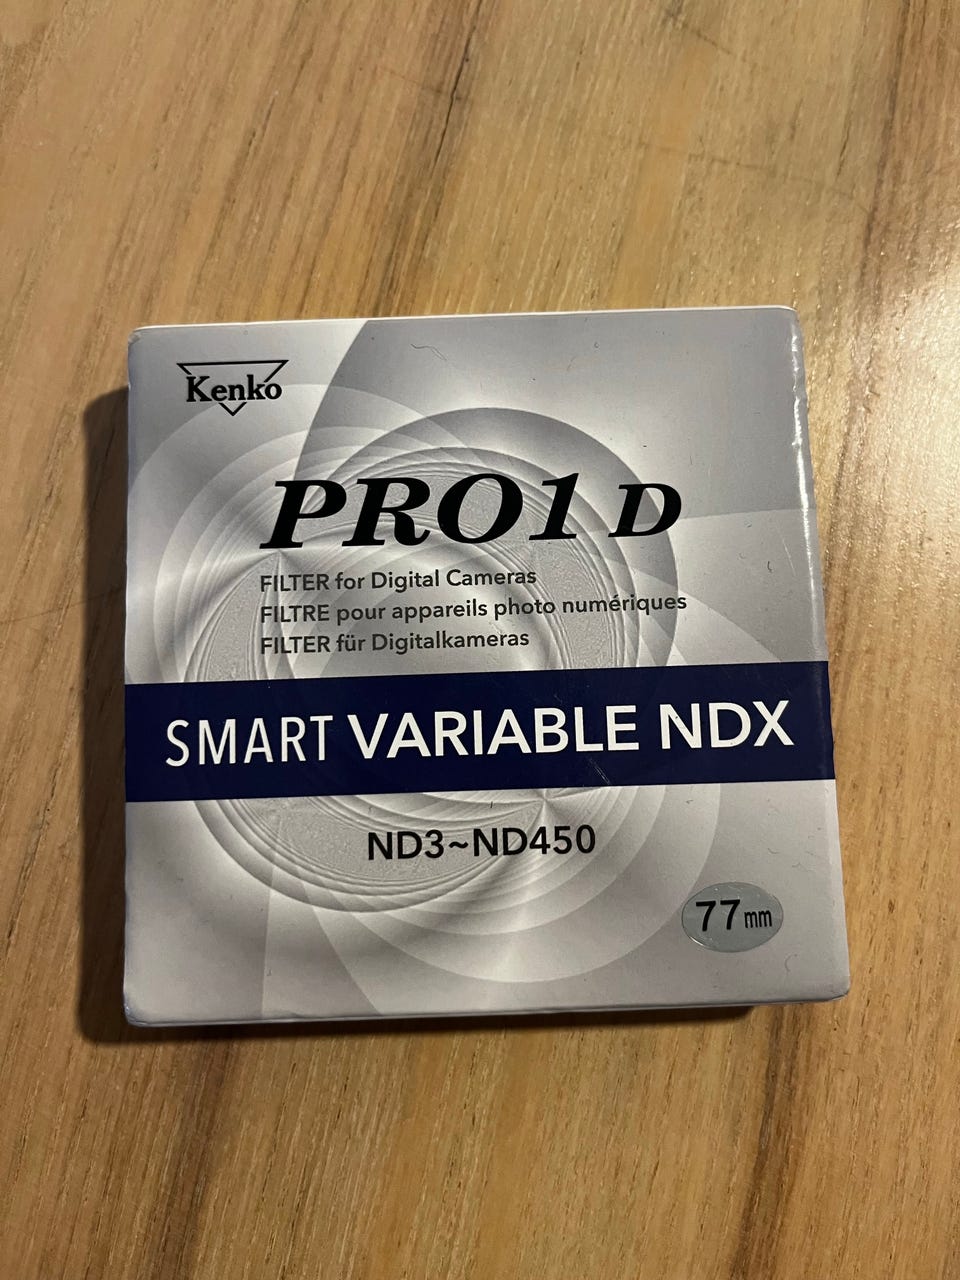 Kenko
PRO1 D
FILTER for Digital Cameras
FILTRE pour appareils photo numériques
FILTER für Digitalkameras
SMART VARIABLE NDX
ND3~ND450
77mm